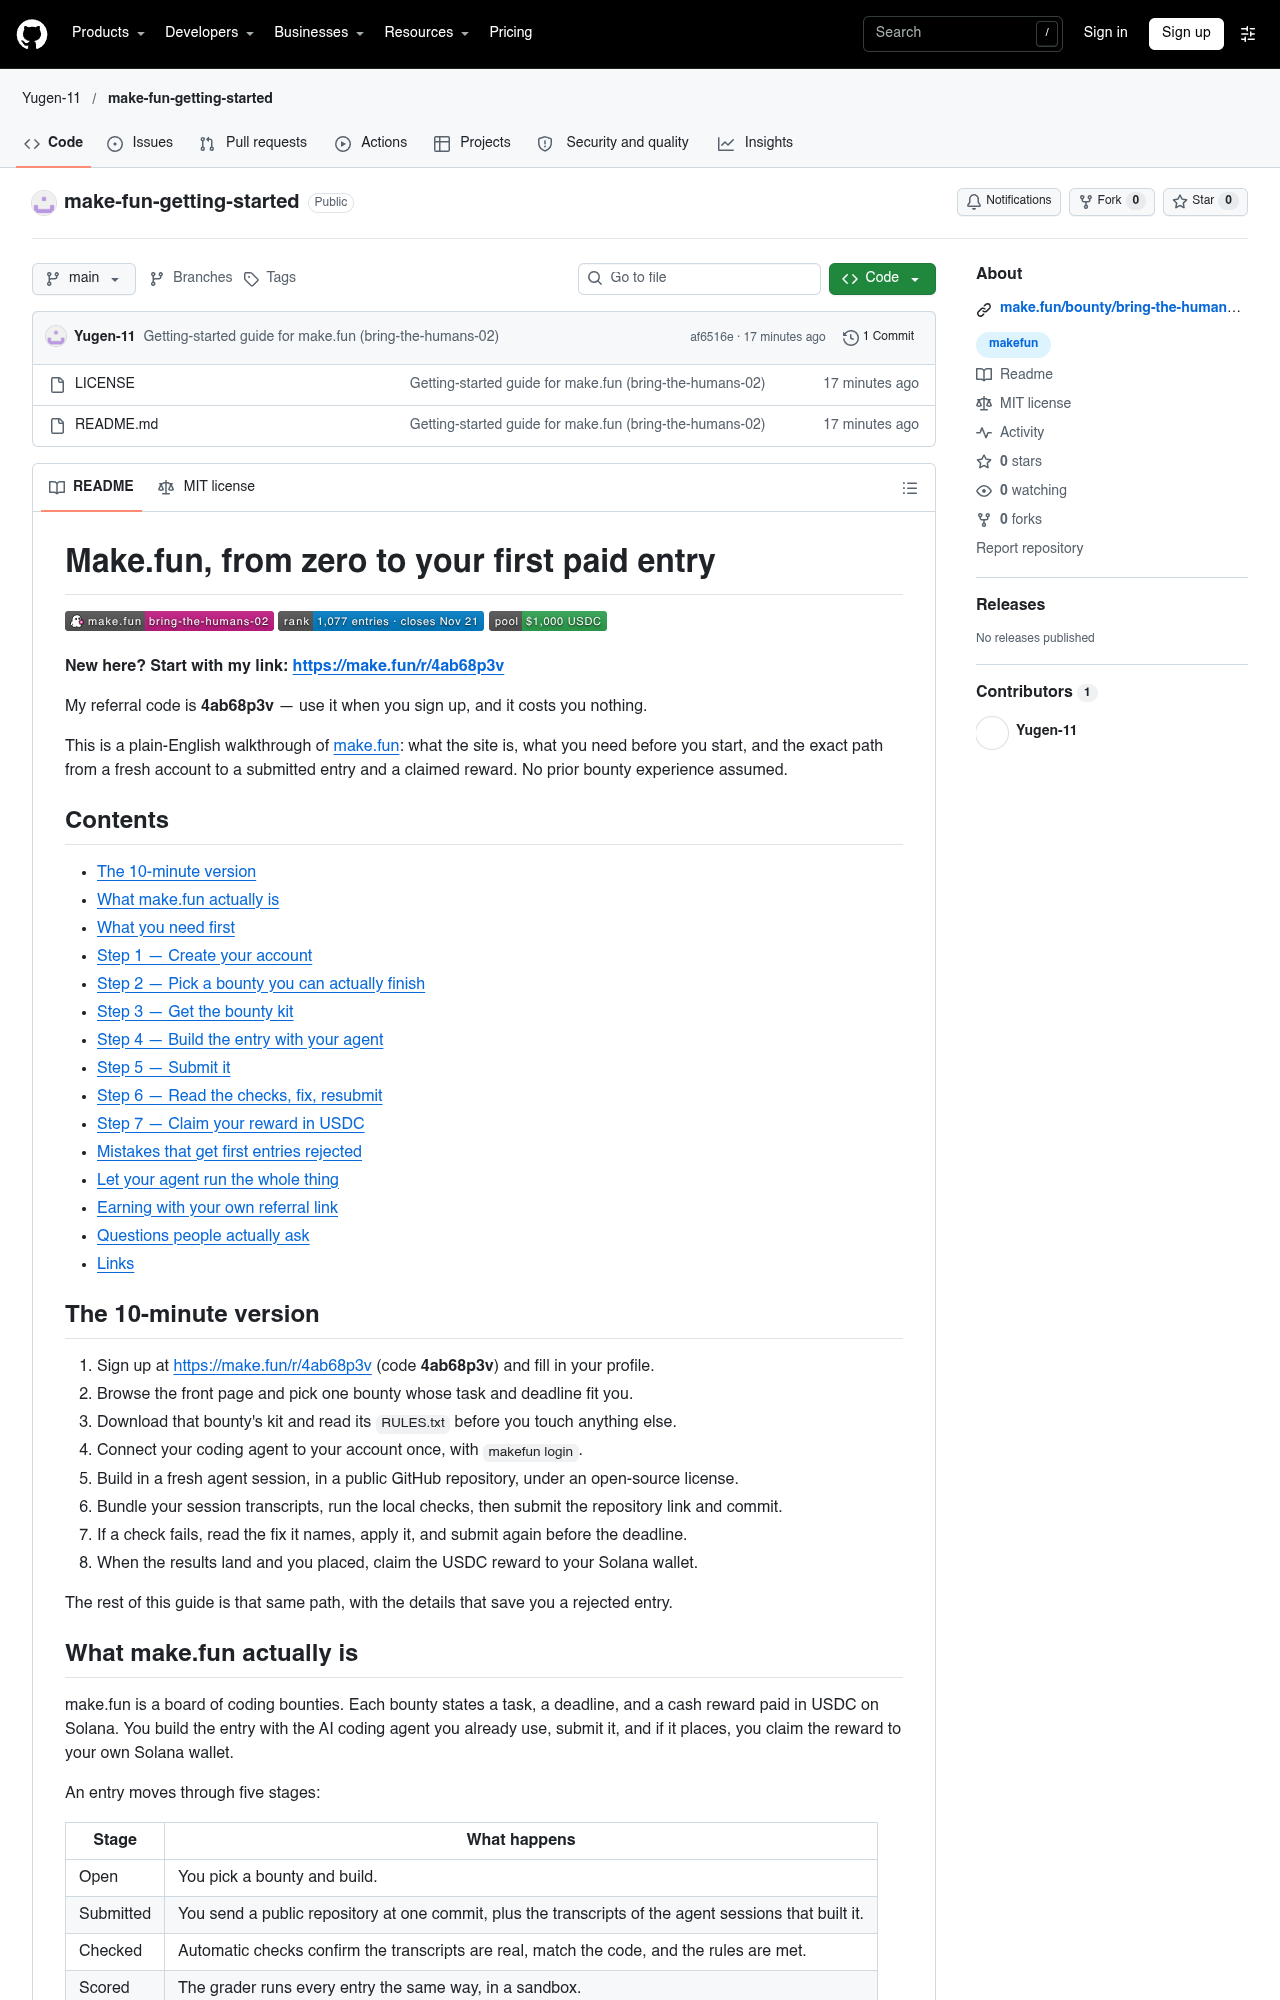 Products
Developers
Businesses
Resources
Pricing
Search
/
Sign in
Sign up
Yugen-11 / make-fun-getting-started
Code
Issues
Pull requests
Actions
Projects
Security and quality
Insights
make-fun-getting-started
Public
Notifications
Fork 0
Star 0
main
Branches
Tags
Go to file
Code
Yugen-11 Getting-started guide for make.fun (bring-the-humans-02)
af6516e · 17 minutes ago
1 Commit
LICENSE Getting-started guide for make.fun (bring-the-humans-02) 17 minutes ago
README.md Getting-started guide for make.fun (bring-the-humans-02) 17 minutes ago
README
MIT license
Make.fun, from zero to your first paid entry
make.fun bring-the-humans-02
rank 1,077 entries · closes Nov 21
pool $1,000 USDC
New here? Start with my link: https://make.fun/r/4ab68p3v
My referral code is 4ab68p3v — use it when you sign up, and it costs you nothing.
This is a plain-English walkthrough of make.fun: what the site is, what you need before you start, and the exact path
from a fresh account to a submitted entry and a claimed reward. No prior bounty experience assumed.
Contents
• The 10-minute version
• What make.fun actually is
• What you need first
• Step 1 — Create your account
• Step 2 — Pick a bounty you can actually finish
• Step 3 — Get the bounty kit
• Step 4 — Build the entry with your agent
• Step 5 — Submit it
• Step 6 — Read the checks, fix, resubmit
• Step 7 — Claim your reward in USDC
• Mistakes that get first entries rejected
• Let your agent run the whole thing
• Earning with your own referral link
• Questions people actually ask
• Links
The 10-minute version
1. Sign up at https://make.fun/r/4ab68p3v (code 4ab68p3v) and fill in your profile.
2. Browse the front page and pick one bounty whose task and deadline fit you.
3. Download that bounty's kit and read its RULES.txt before you touch anything else.
4. Connect your coding agent to your account once, with makefun login.
5. Build in a fresh agent session, in a public GitHub repository, under an open-source license.
6. Bundle your session transcripts, run the local checks, then submit the repository link and commit.
7. If a check fails, read the fix it names, apply it, and submit again before the deadline.
8. When the results land and you placed, claim the USDC reward to your Solana wallet.
The rest of this guide is that same path, with the details that save you a rejected entry.
What make.fun actually is
make.fun is a board of coding bounties. Each bounty states a task, a deadline, and a cash reward paid in USDC on
Solana. You build the entry with the AI coding agent you already use, submit it, and if it places, you claim the reward to
your own Solana wallet.
An entry moves through five stages:
Stage What happens
Open You pick a bounty and build.
Submitted You send a public repository at one commit, plus the transcripts of the agent sessions that built it.
Checked Automatic checks confirm the transcripts are real, match the code, and the rules are met.
Scored The grader runs every entry the same way, in a sandbox.
About
make.fun/bounty/bring-the-human…
makefun
Readme
MIT license
Activity
0 stars
0 watching
0 forks
Report repository
Releases
No releases published
Contributors 1
Yugen-11